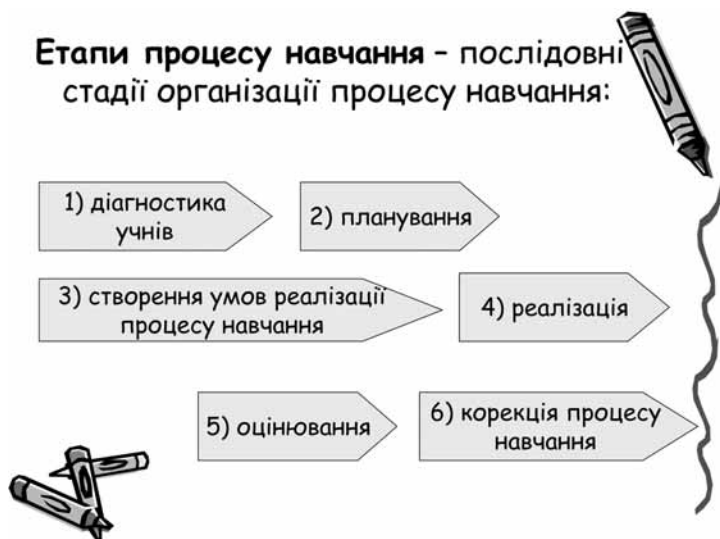 Етапи процесу навчання – послідовні
стадії організації процесу навчання:
1) діагностика
учнів
2) планування
3) створення умов реалізації
процесу навчання
4) реалізація
5) оцінювання
6) корекція процесу
навчання